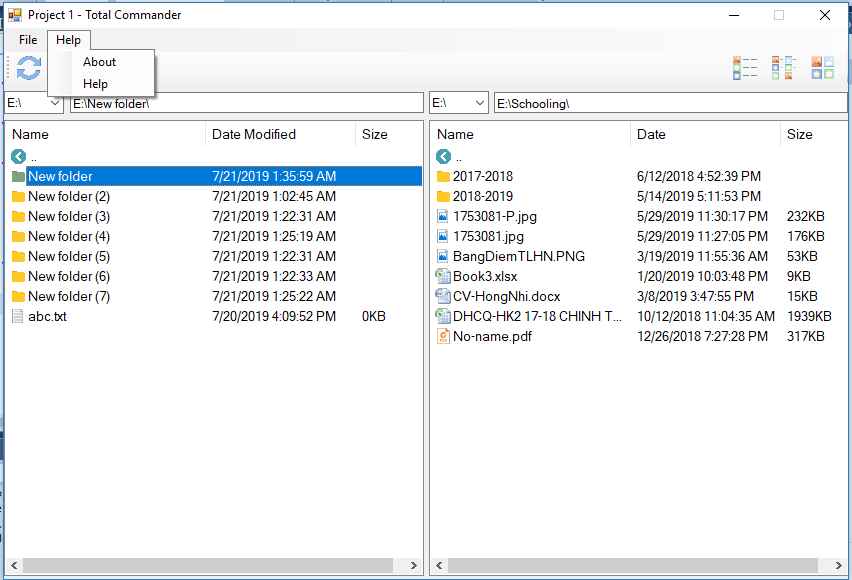 Project 1 - Total Commander
File Help
About
Help
E:\ E:\New folder\
E:\ E:\Schooling\
Name Date Modified Size
..
New folder 7/21/2019 1:35:59 AM
New folder (2) 7/21/2019 1:02:45 AM
New folder (3) 7/21/2019 1:22:31 AM
New folder (4) 7/21/2019 1:25:19 AM
New folder (5) 7/21/2019 1:22:31 AM
New folder (6) 7/21/2019 1:22:33 AM
New folder (7) 7/21/2019 1:25:22 AM
abc.txt 7/20/2019 4:09:52 PM 0KB
Name Date Size
..
2017-2018 6/12/2018 4:52:39 PM
2018-2019 5/14/2019 5:11:53 PM
1753081-P.jpg 5/29/2019 11:30:17 PM 232KB
1753081.jpg 5/29/2019 11:27:05 PM 176KB
BangDiemTLHN.PNG 3/19/2019 11:55:36 AM 53KB
Book3.xlsx 1/20/2019 10:03:48 PM 9KB
CV-HongNhi.docx 3/8/2019 3:47:55 PM 15KB
DHCQ-HK2 17-18 CHINH T... 10/12/2018 11:04:35 AM 1939KB
No-name.pdf 12/26/2018 7:27:28 PM 317KB